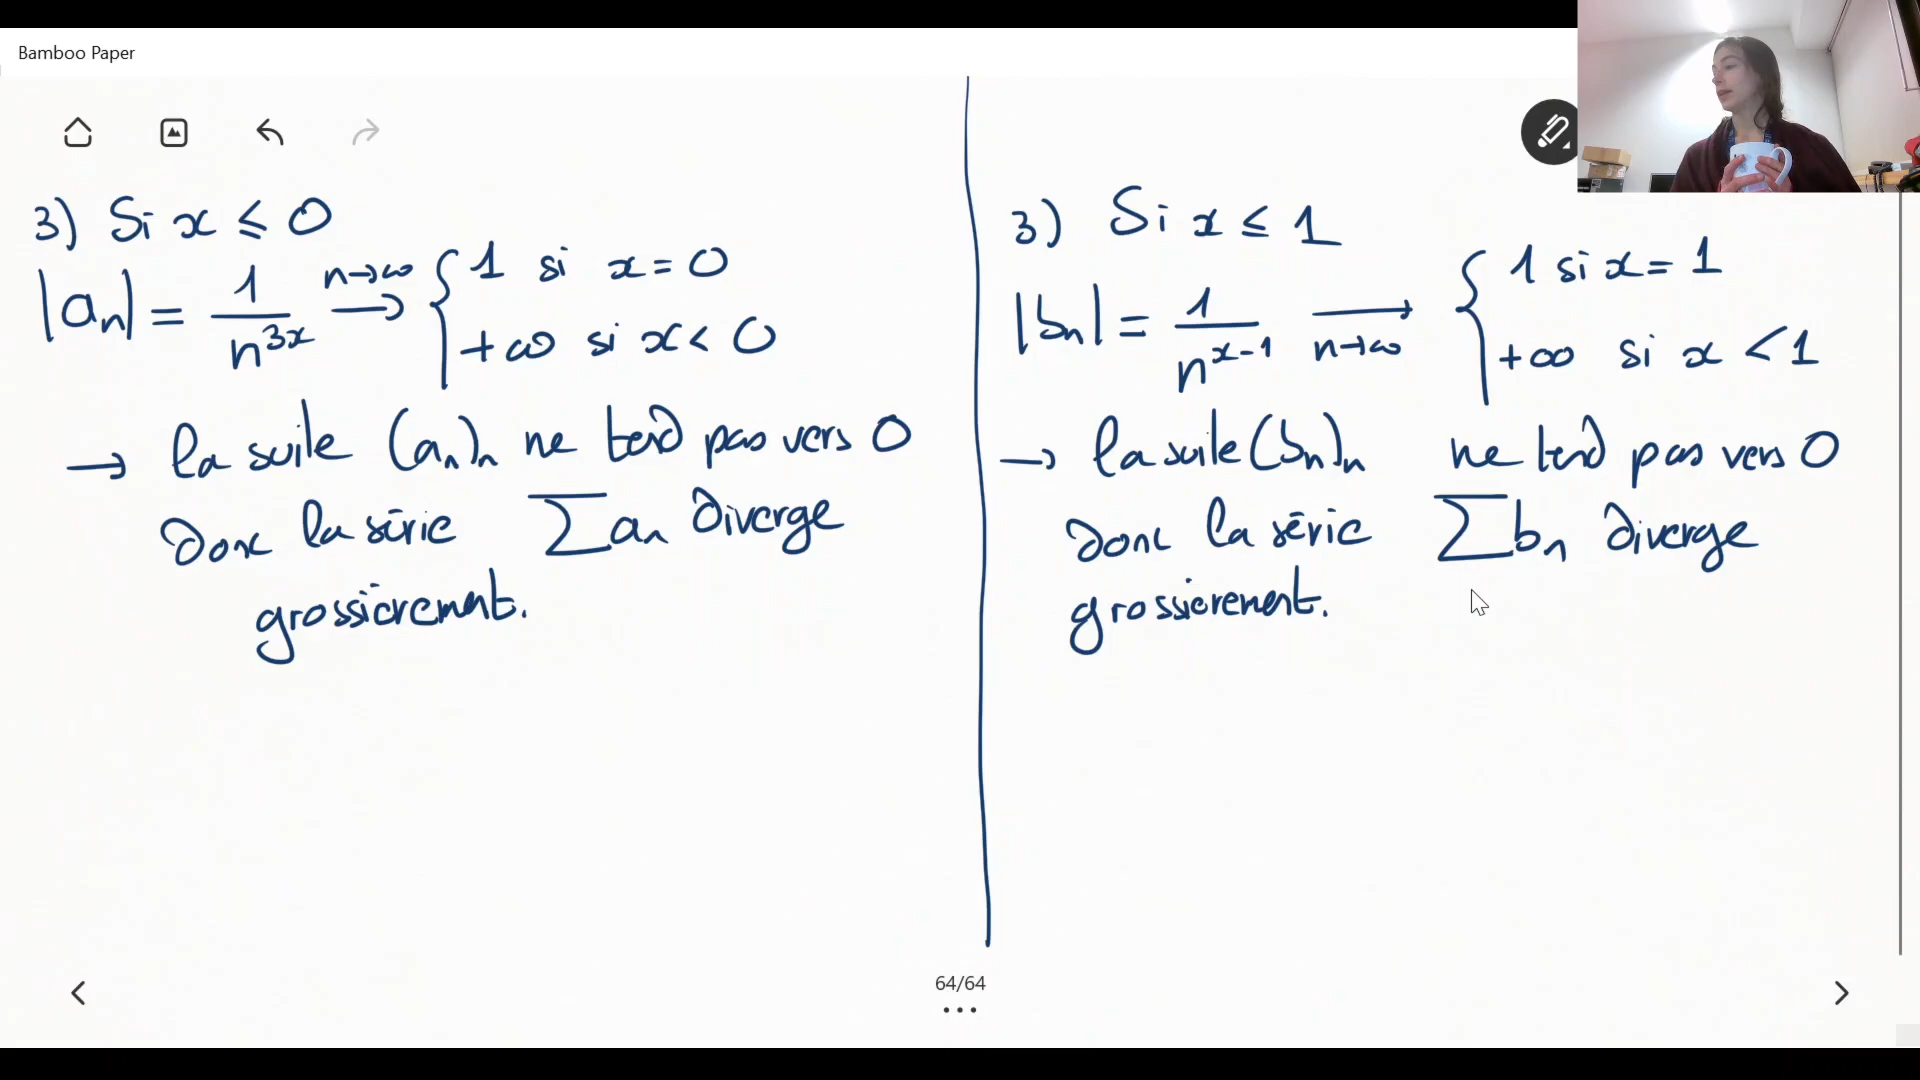 Bamboo Paper
3) Si x ≤ 0
|aₙ| = 1/n^{3x} ⟶ (n→∞) { 1 si x = 0
+∞ si x < 0
→ la suite (aₙ)ₙ ne tend pas vers 0
donc la série ∑ aₙ diverge
grossièrement.
3) Si x ≤ 1
|bₙ| = 1/n^{x-1} ⟶ (n→∞) { 1 si x = 1
+∞ si x < 1
→ la suite (bₙ)ₙ ne tend pas vers 0
donc la série ∑ bₙ diverge
grossièrement.
64/64